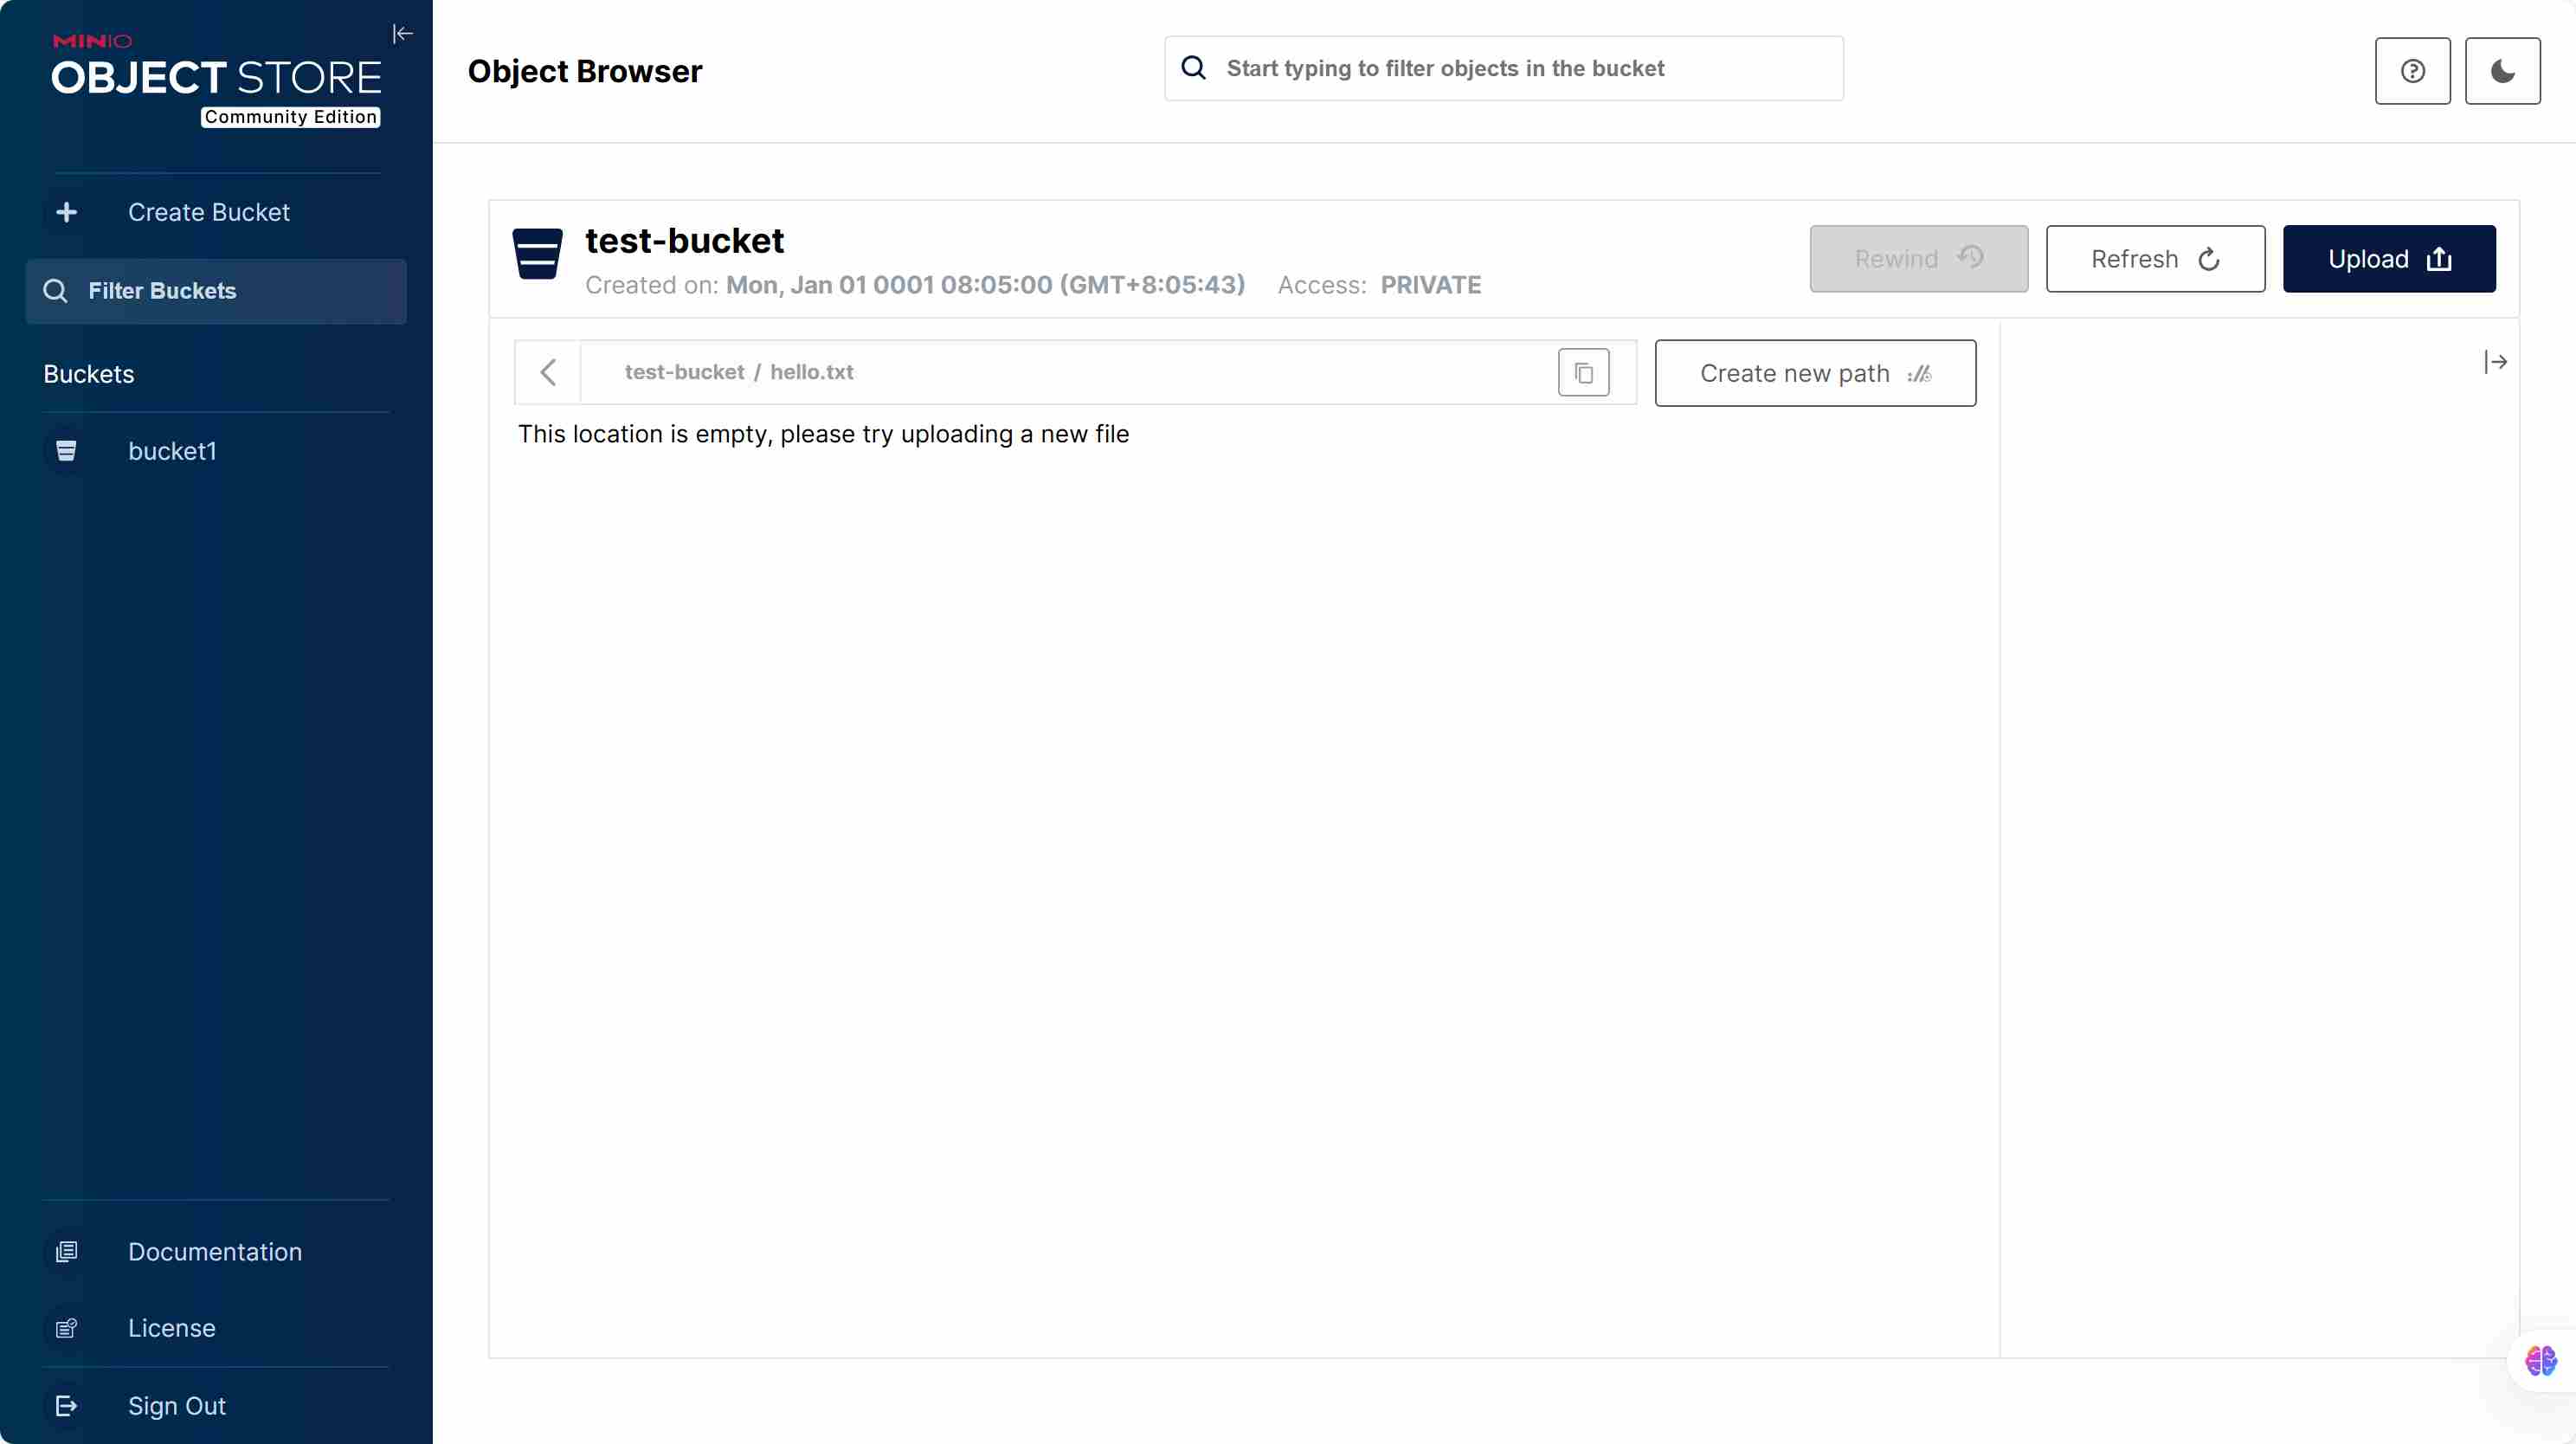 MINIO
OBJECT STORE
Community Edition
Create Bucket
Filter Buckets
Buckets
bucket1
Documentation
License
Sign Out
Object Browser
Start typing to filter objects in the bucket
test-bucket
Created on: Mon, Jan 01 0001 08:05:00 (GMT+8:05:43) Access: PRIVATE
Rewind
Refresh
Upload
test-bucket / hello.txt
Create new path
This location is empty, please try uploading a new file